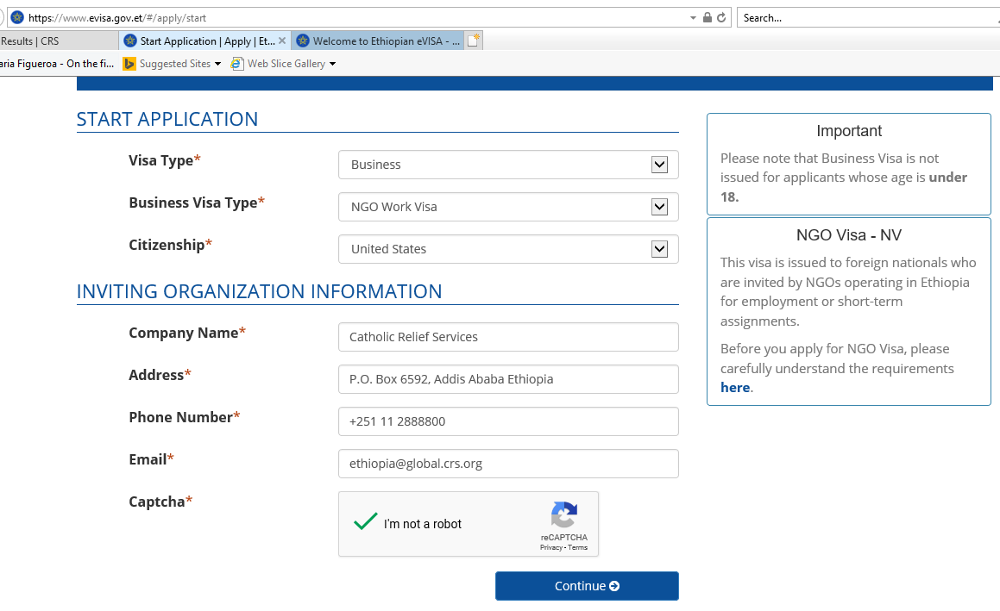 https://www.evisa.gov.et/#/apply/start
Search...
Results | CRS
Start Application | Apply | Et...
Welcome to Ethiopian eVISA - ...
aria Figueroa - On the fi...
Suggested Sites
Web Slice Gallery
START APPLICATION
Visa Type*
Business
Business Visa Type*
NGO Work Visa
Citizenship*
United States
INVITING ORGANIZATION INFORMATION
Company Name*
Catholic Relief Services
Address*
P.O. Box 6592, Addis Ababa Ethiopia
Phone Number*
+251 11 2888800
Email*
ethiopia@global.crs.org
Captcha*
I'm not a robot
reCAPTCHA
Privacy - Terms
Continue
Important
Please note that Business Visa is not
issued for applicants whose age is under
18.
NGO Visa - NV
This visa is issued to foreign nationals who
are invited by NGOs operating in Ethiopia
for employment or short-term
assignments.
Before you apply for NGO Visa, please
carefully understand the requirements
here.